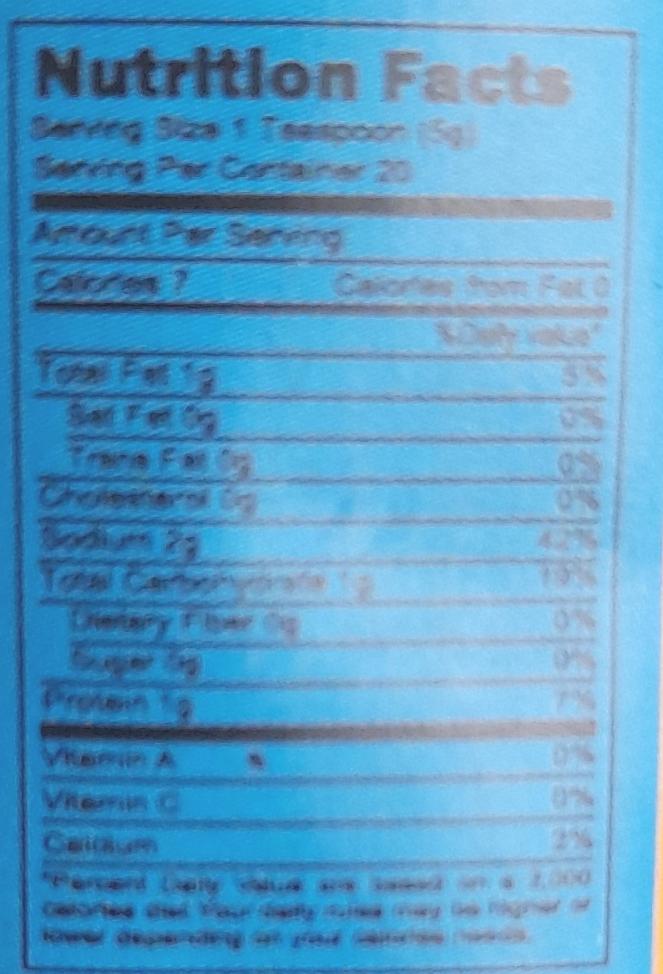 Nutrition Facts
Serving Size 1 Teaspoon (5g)
Serving Per Container 20
Amount Per Serving
Calories 7 Calories from Fat 0
%Daily value*
Total Fat 1g 5%
Sat Fat 0g 0%
Trans Fat 0g 0%
Cholesterol 0g 0%
Sodium 2g
Total Carbohydrate 1g 19%
Dietary Fiber 0g 0%
Sugar 0g 0%
Protein 1g 7%
Vitamin A 0%
Vitamin C 0%
Calcium 2%
*Percent Daily Value are based on a 2,000
calories diet Your daily may be higher or
lower depending on your calories needs.